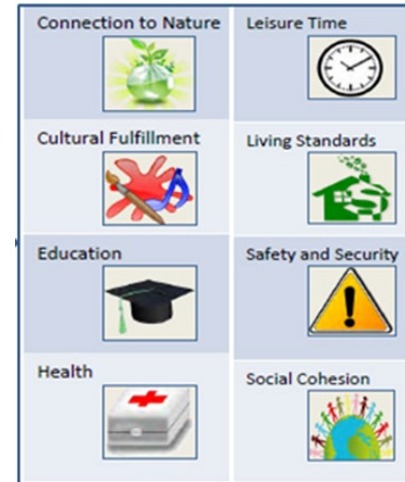 Connection to Nature
Leisure Time
Cultural Fulfillment
Living Standards
Education
Safety and Security
Health
Social Cohesion